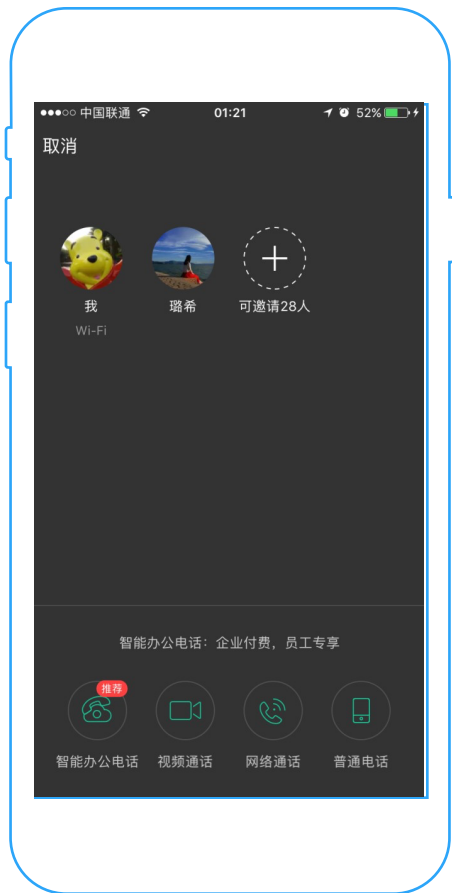 中国联通 01:21 52%
取消
我 璐希 可邀请28人
Wi-Fi
智能办公电话：企业付费，员工专享
推荐
智能办公电话 视频通话 网络通话 普通电话